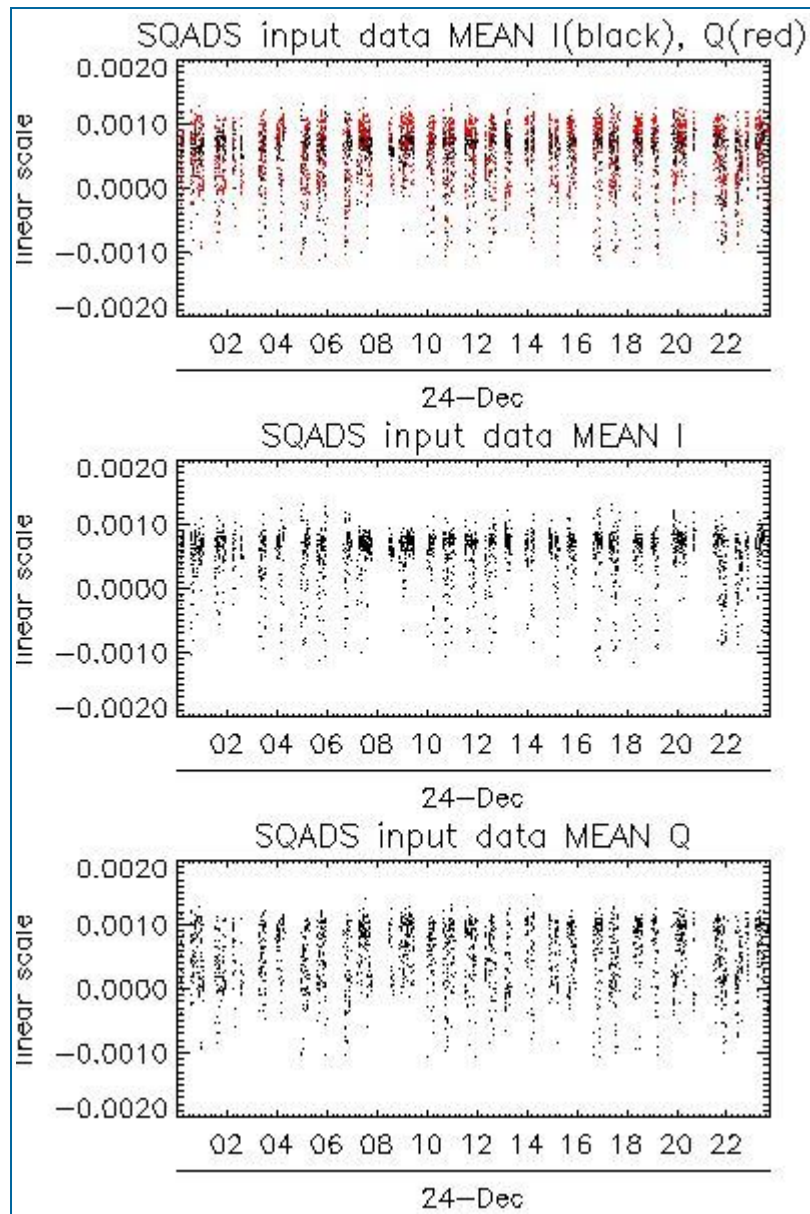 SQADS input data MEAN I(black), Q(red)
linear scale
0.0020
0.0010
0.0000
−0.0010
−0.0020
02 04 06 08 10 12 14 16 18 20 22
24−Dec
SQADS input data MEAN I
linear scale
0.0020
0.0010
0.0000
−0.0010
−0.0020
02 04 06 08 10 12 14 16 18 20 22
24−Dec
SQADS input data MEAN Q
linear scale
0.0020
0.0010
0.0000
−0.0010
−0.0020
02 04 06 08 10 12 14 16 18 20 22
24−Dec